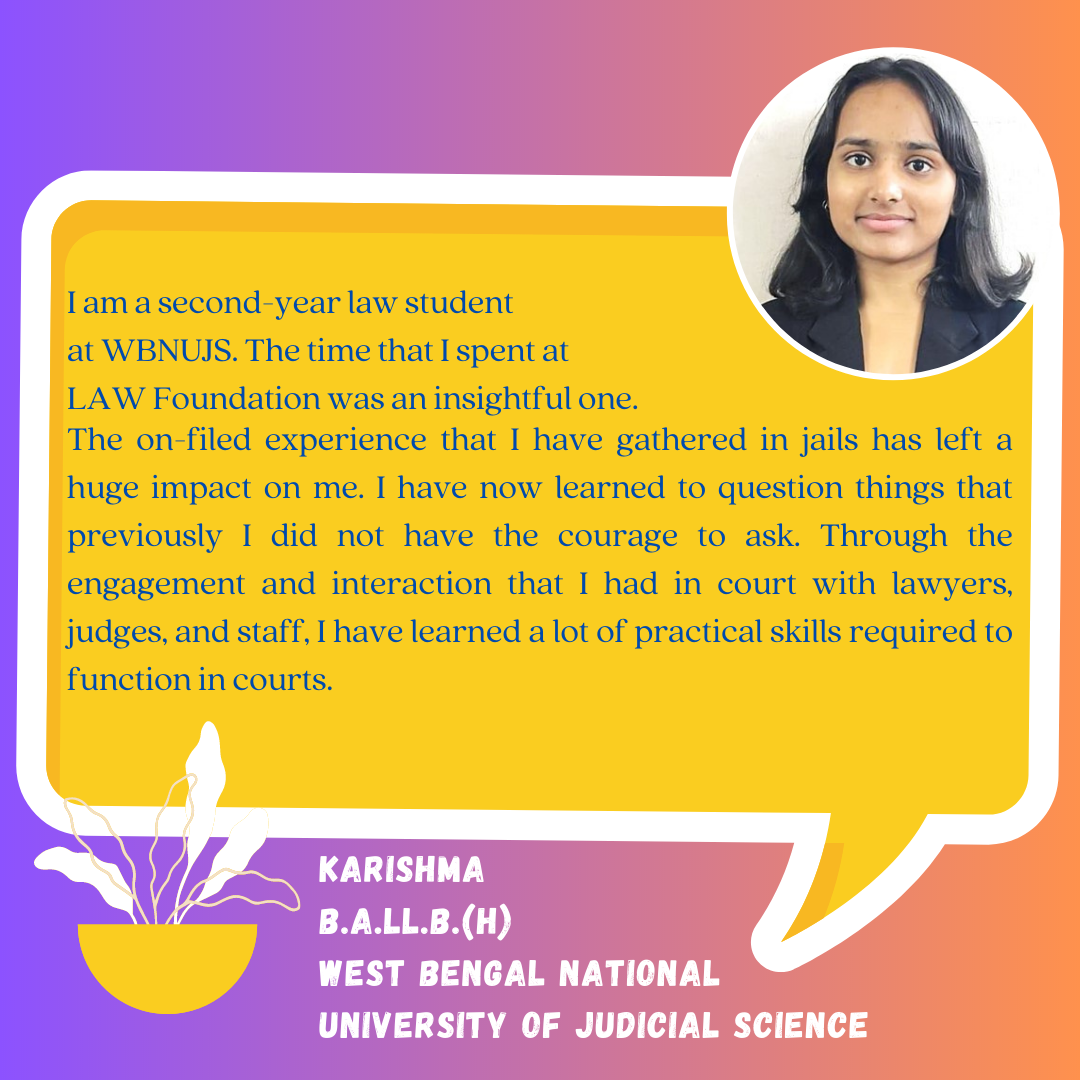 I am a second-year law student
at WBNUJS. The time that I spent at
LAW Foundation was an insightful one.
The on-filed experience that I have gathered in jails has left a
huge impact on me. I have now learned to question things that
previously I did not have the courage to ask. Through the
engagement and interaction that I had in court with lawyers,
judges, and staff, I have learned a lot of practical skills required to
function in courts.
KARISHMA
B.A.LL.B.(H)
WEST BENGAL NATIONAL
UNIVERSITY OF JUDICIAL SCIENCE